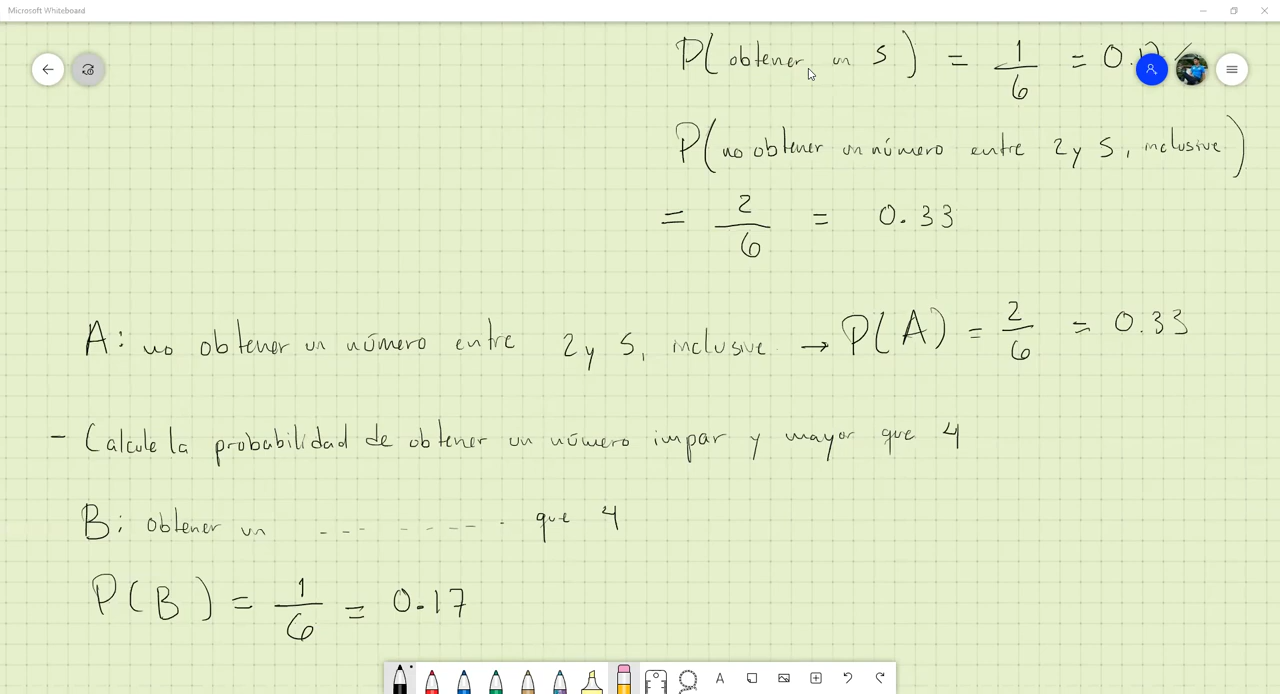 Microsoft Whiteboard
P( obtener un 5 ) = 1/6 = 0.17
P( no obtener un número entre 2 y 5, inclusive )
= 2/6 = 0.33
A: no obtener un número entre 2 y 5, inclusive → P(A) = 2/6 = 0.33
- Calcule la probabilidad de obtener un número impar y mayor que 4
B: obtener un --- ----- que 4
P(B) = 1/6 = 0.17